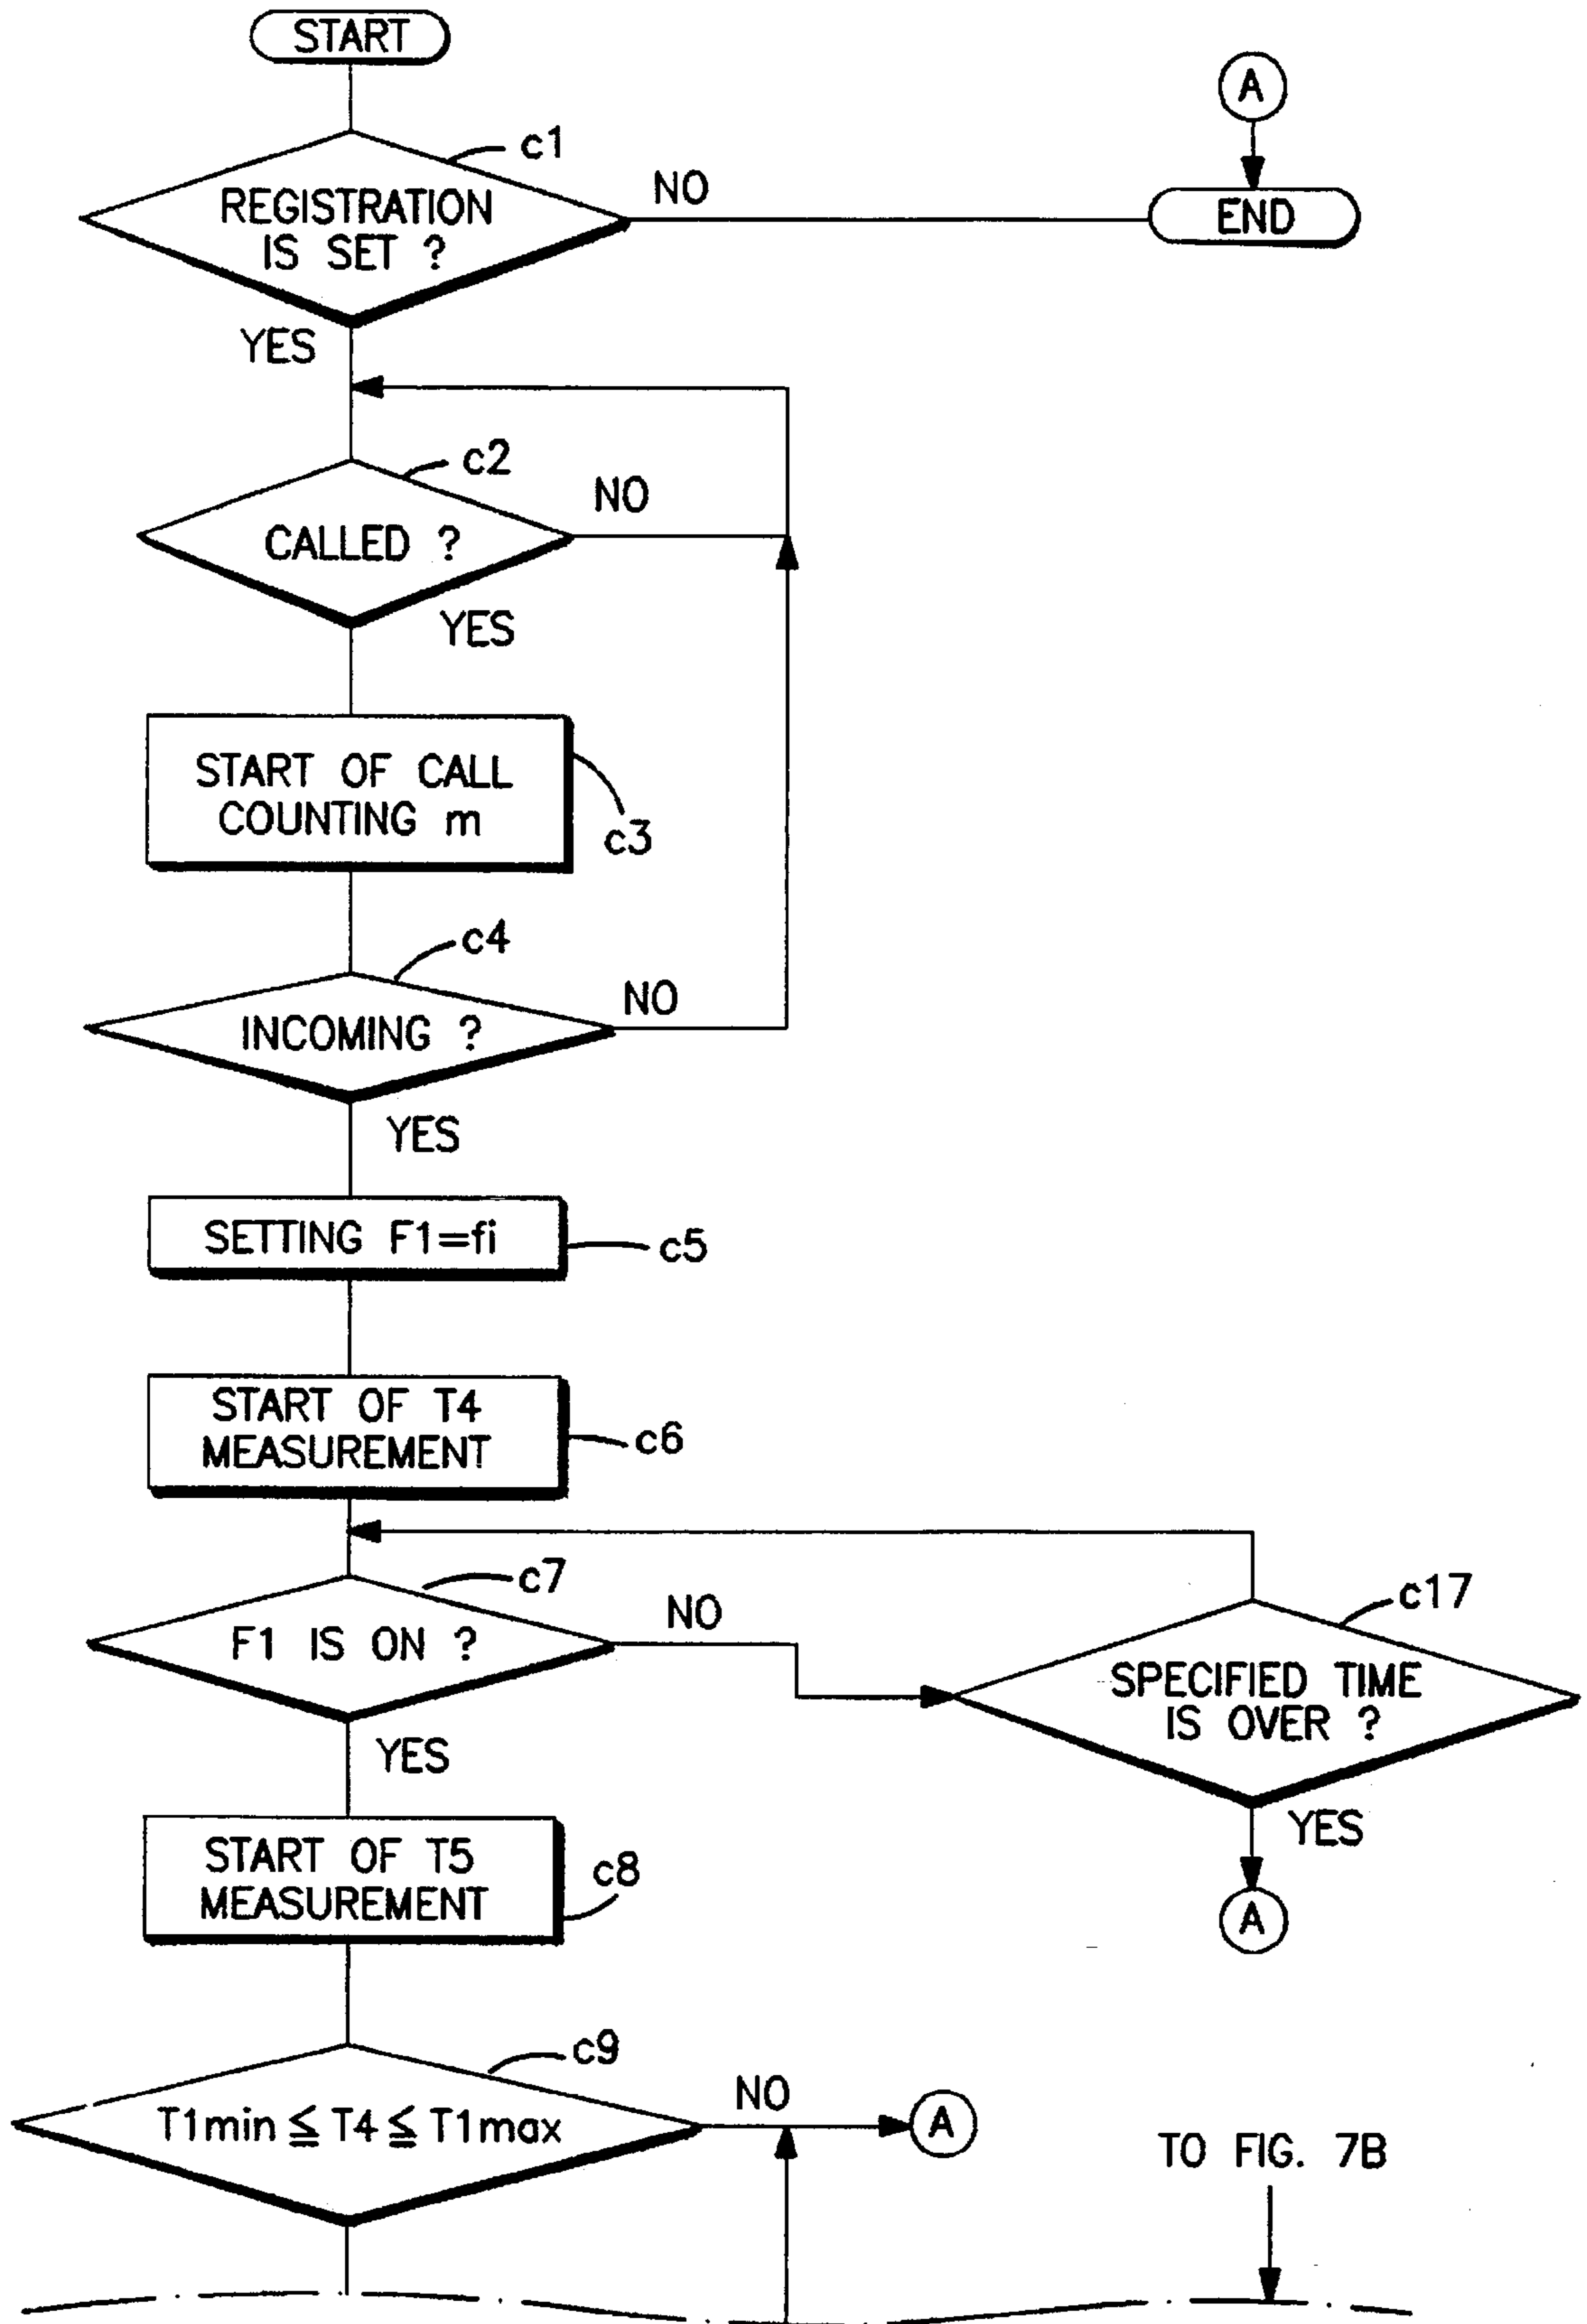 START
A
c1
REGISTRATION
IS SET ?
NO
END
YES
c2
NO
CALLED ?
YES
START OF CALL
COUNTING m
c3
c4
NO
INCOMING ?
YES
SETTING F1=fi
c5
START OF T4
MEASUREMENT
c6
c7
NO
F1 IS ON ?
c17
SPECIFIED TIME
IS OVER ?
YES
YES
START OF T5
MEASUREMENT
c8
A
c9
NO
T1min ≦ T4 ≦ T1max
A
TO FIG. 7B